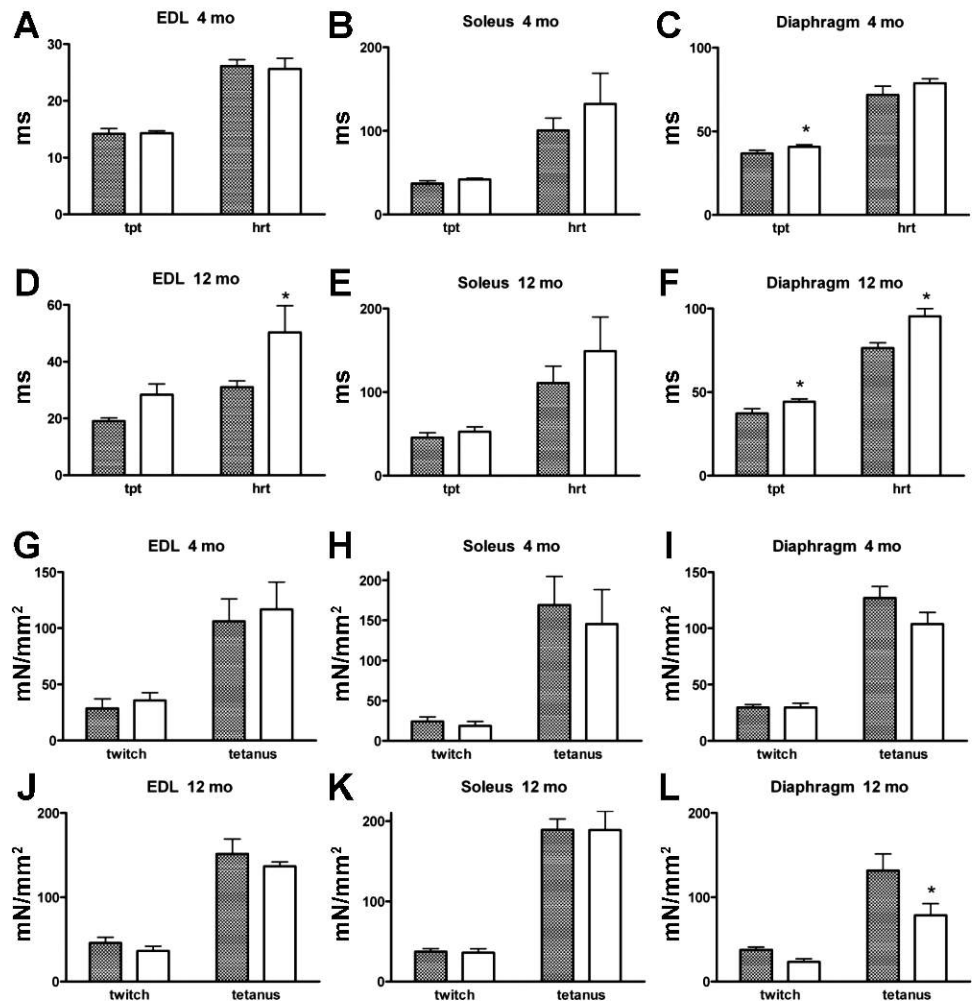 A EDL 4 mo B Soleus 4 mo C Diaphragm 4 mo
30 200 100
20
ms ms 100 ms 50 *
10
0 0 0
tpt hrt tpt hrt tpt hrt
D EDL 12 mo E Soleus 12 mo F Diaphragm 12 mo
60 * 200 100 *
40
ms ms 100 ms 50 *
20
0 0 0
tpt hrt tpt hrt tpt hrt
G EDL 4 mo H Soleus 4 mo I Diaphragm 4 mo
150 200 150
mN/mm² 100 mN/mm² 150 mN/mm² 100
100
50 50 50
0 0 0
twitch tetanus twitch tetanus twitch tetanus
J EDL 12 mo K Soleus 12 mo L Diaphragm 12 mo
200 200 200
mN/mm² 100 mN/mm² 100 mN/mm² 100 *
0 0 0
twitch tetanus twitch tetanus twitch tetanus